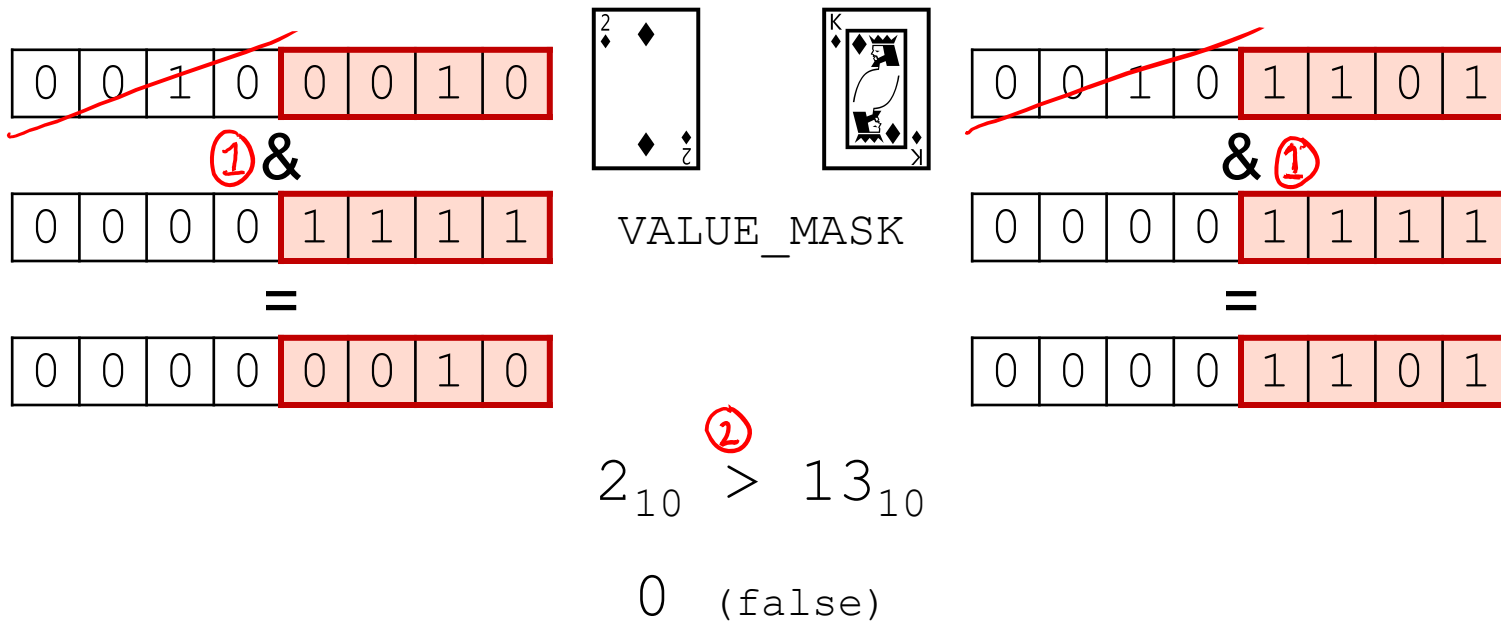 2 K
0 0 1 0 0 0 1 0 0 0 1 0 1 1 0 1
2 K
① & & ①
0 0 0 0 1 1 1 1 VALUE_MASK 0 0 0 0 1 1 1 1
= =
0 0 0 0 0 0 1 0 0 0 0 0 1 1 0 1
②
2₁₀ > 13₁₀
0 (false)